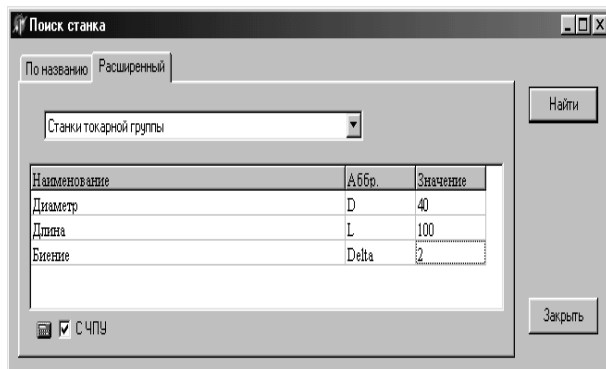 Поиск станка
По названию Расширенный
Найти
Станки токарной группы
Наименование Аббр. Значение
Диаметр D 40
Длина L 100
Биение Delta 2
С ЧПУ
Закрыть